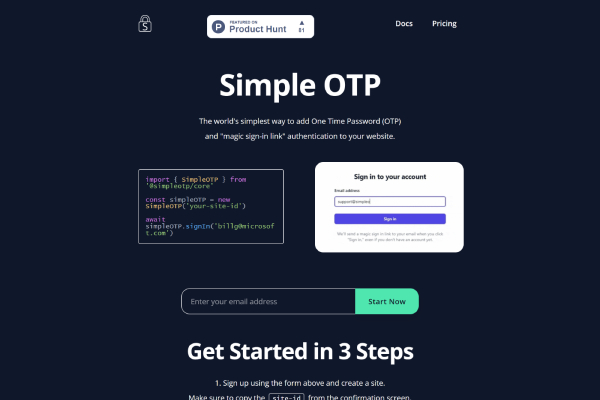 S
FEATURED ON
P Product Hunt
▲ 81
Docs
Pricing
Simple OTP
The world's simplest way to add One Time Password (OTP)
and "magic sign-in link" authentication to your website.
import { SimpleOTP } from
'@simpleotp/core'
const simpleOTP = new
SimpleOTP('your-site-id')
await
simpleOTP.signIn('billg@microsof
t.com')
Sign in to your account
Email address
support@simpleo
Sign in
We'll send a magic sign in link to your email when you click
"Sign in," even if you don't have an account yet.
Enter your email address
Start Now
Get Started in 3 Steps
1. Sign up using the form above and create a site.
Make sure to copy the site-id from the confirmation screen.